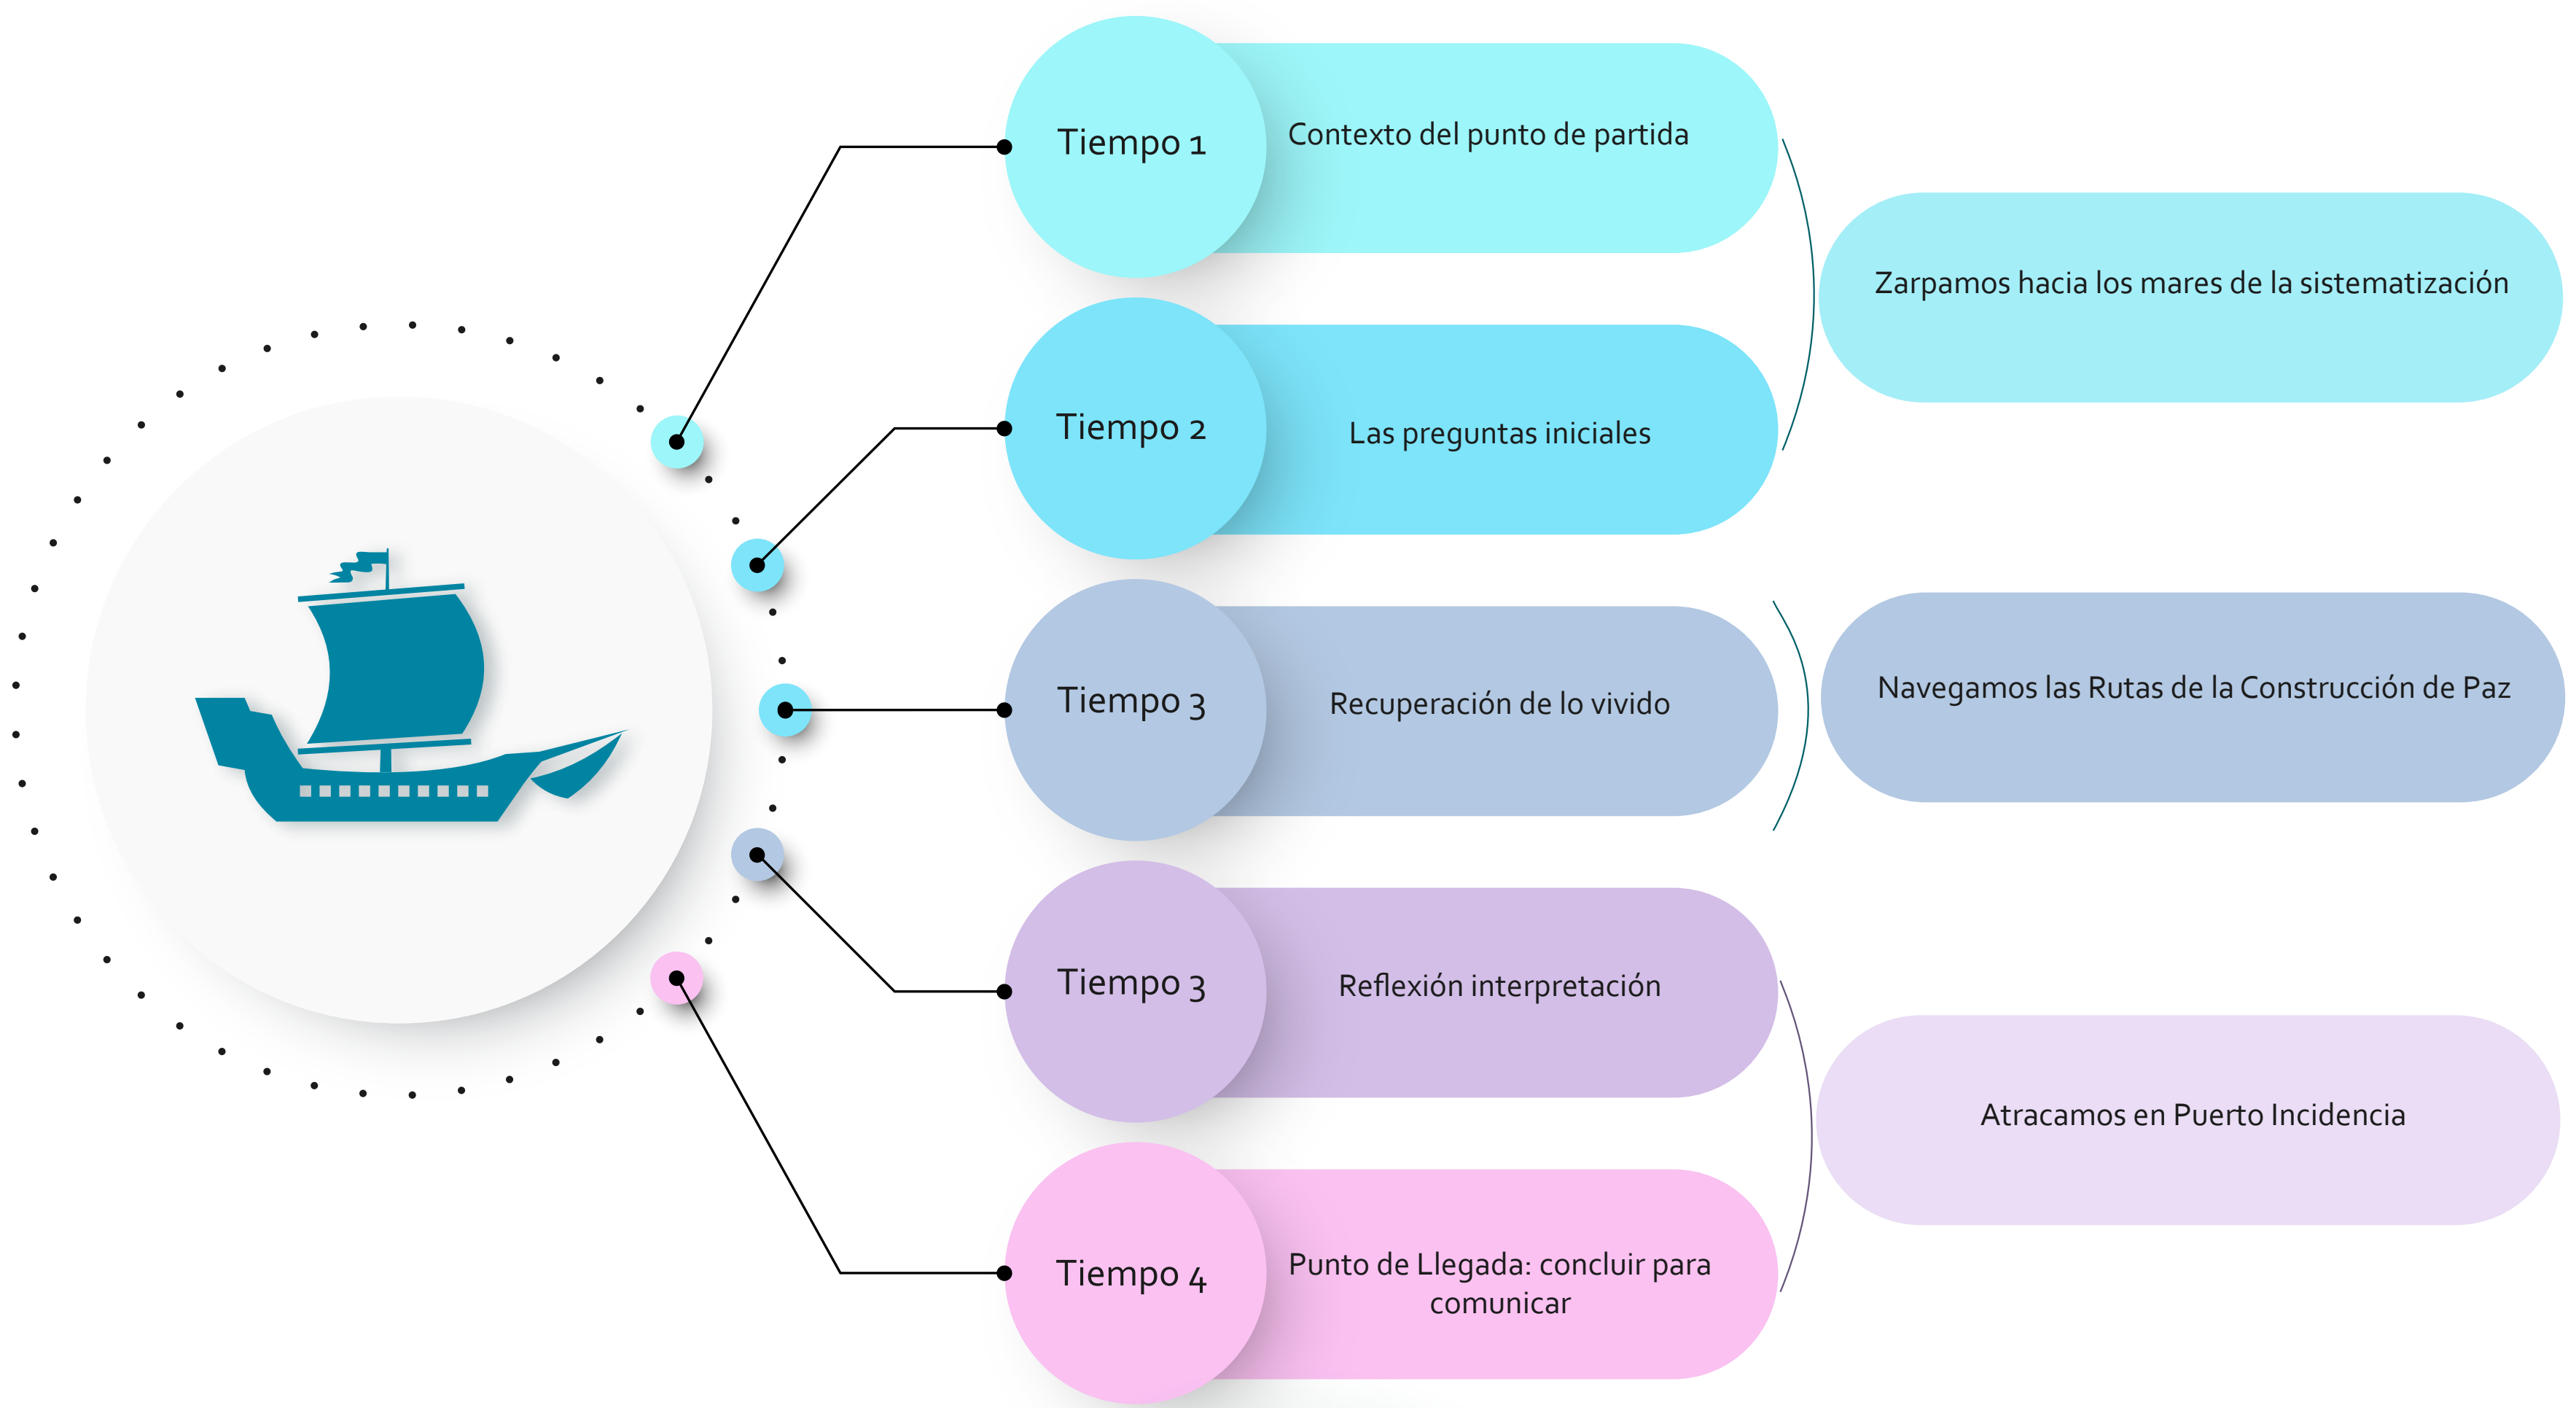 Tiempo 1
Contexto del punto de partida
Tiempo 2
Las preguntas iniciales
Zarpamos hacia los mares de la sistematización
Tiempo 3
Recuperación de lo vivido
Navegamos las Rutas de la Construcción de Paz
Tiempo 3
Reflexión interpretación
Tiempo 4
Punto de Llegada: concluir para
comunicar
Atracamos en Puerto Incidencia